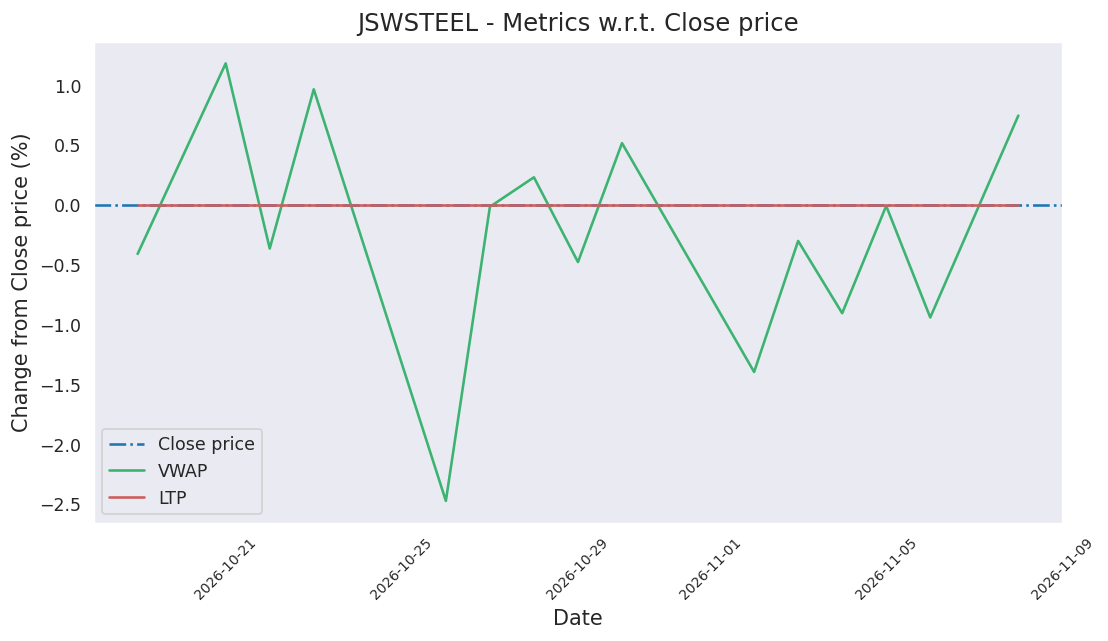 JSWSTEEL - Metrics w.r.t. Close price
Change from Close price (%)
1.0
0.5
0.0
−0.5
−1.0
−1.5
−2.0
−2.5
Close price
VWAP
LTP
2026-10-21
2026-10-25
2026-10-29
2026-11-01
2026-11-05
2026-11-09
Date